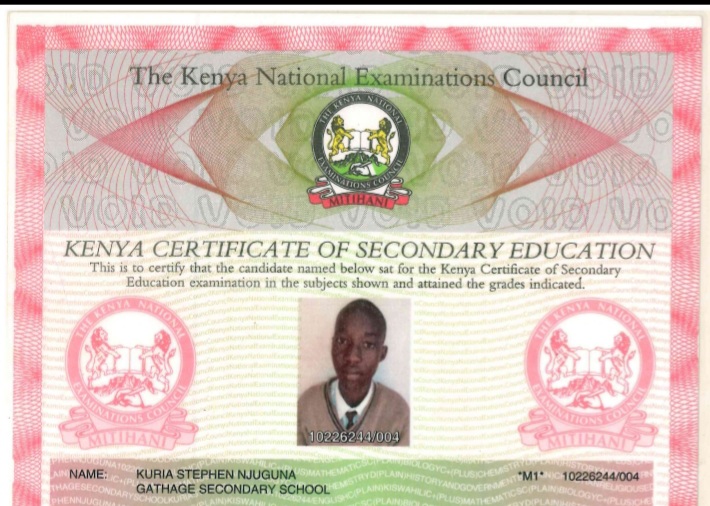 The Kenya National Examinations Council
THE KENYA NATIONAL
EXAMINATIONS COUNCIL
MITIHANI
KENYA CERTIFICATE OF SECONDARY EDUCATION
This is to certify that the candidate named below sat for the Kenya Certificate of Secondary
Education examination in the subjects shown and attained the grades indicated.
THE KENYA NATIONAL
EXAMINATIONS COUNCIL
MITIHANI
10226244/004
THE KENYA NATIONAL
EXAMINATIONS COUNCIL
MITIHANI
NAME: KURIA STEPHEN NJUGUNA *M1* 10226244/004
GATHAGE SECONDARY SCHOOL